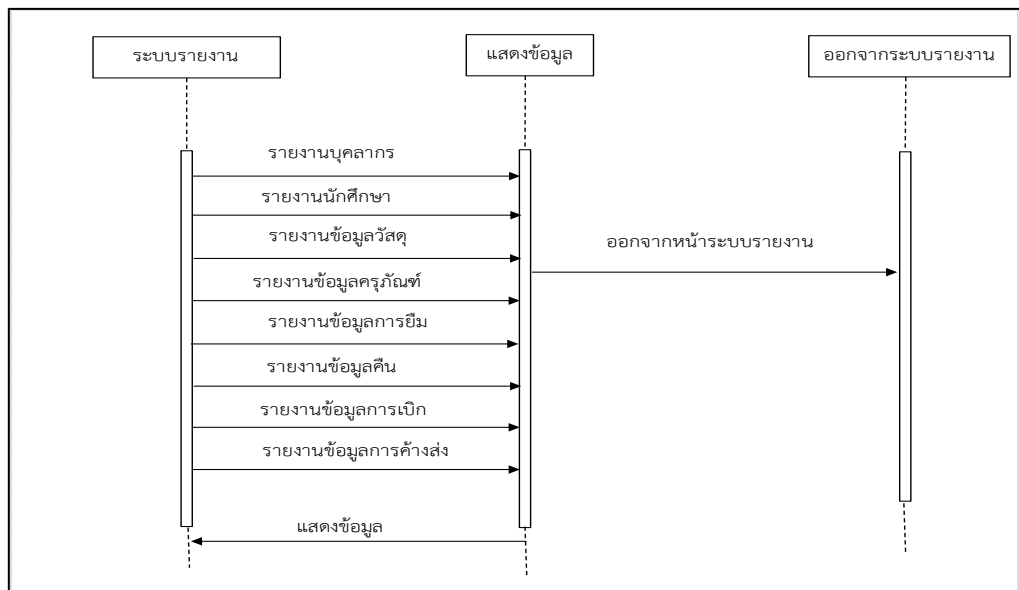 ระบบรายงาน
แสดงข้อมูล
ออกจากระบบรายงาน
รายงานบุคลากร
รายงานนักศึกษา
รายงานข้อมูลวัสดุ
ออกจากหน้าระบบรายงาน
รายงานข้อมูลครุภัณฑ์
รายงานข้อมูลการยืม
รายงานข้อมูลคืน
รายงานข้อมูลการเบิก
รายงานข้อมูลการค้างส่ง
แสดงข้อมูล